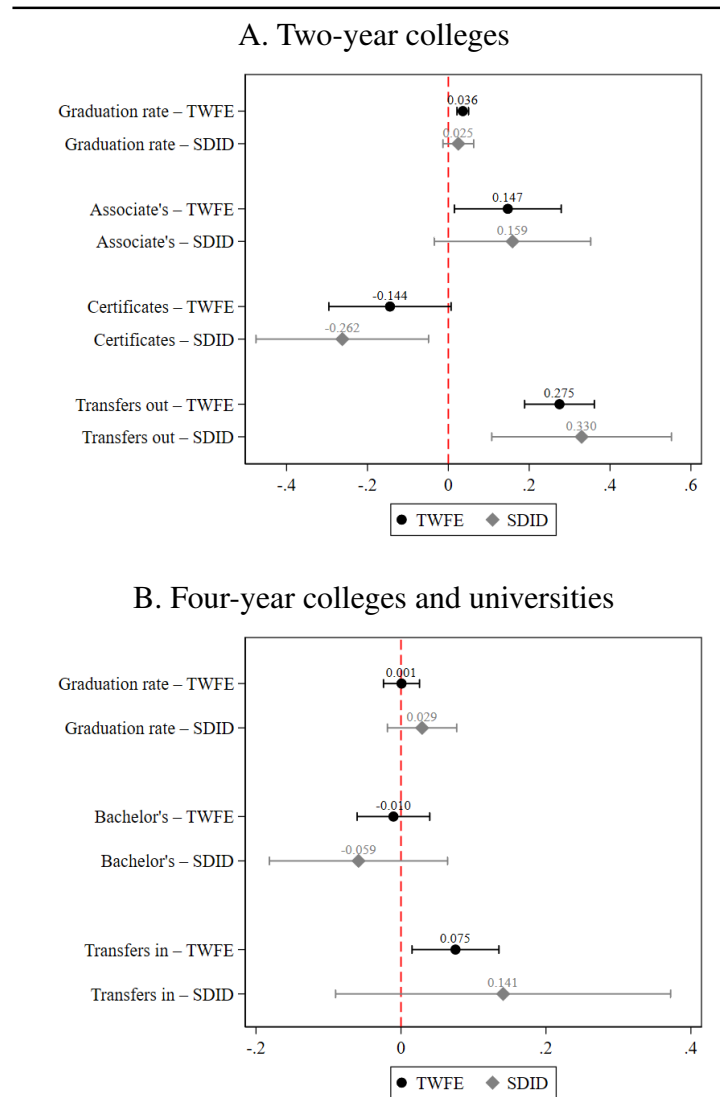 A. Two-year colleges
0.036
Graduation rate – TWFE
0.025
Graduation rate – SDID
0.147
Associate's – TWFE
0.159
Associate's – SDID
-0.144
Certificates – TWFE
-0.262
Certificates – SDID
0.275
Transfers out – TWFE
0.330
Transfers out – SDID
-.4 -.2 0 .2 .4 .6
TWFE SDID
B. Four-year colleges and universities
0.001
Graduation rate – TWFE
0.029
Graduation rate – SDID
-0.010
Bachelor's – TWFE
-0.059
Bachelor's – SDID
0.075
Transfers in – TWFE
0.141
Transfers in – SDID
-.2 0 .2 .4
TWFE SDID